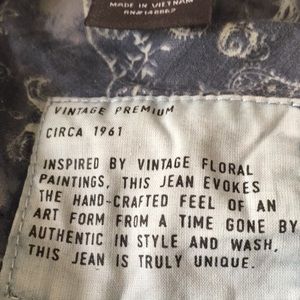 MADE IN VIETNAM
VINTAGE PREMIUM
CIRCA 1961
INSPIRED BY VINTAGE FLORAL
PAINTINGS, THIS JEAN EVOKES
THE HAND-CRAFTED FEEL OF AN
ART FORM FROM A TIME GONE BY
AUTHENTIC IN STYLE AND WASH,
THIS JEAN IS TRULY UNIQUE.